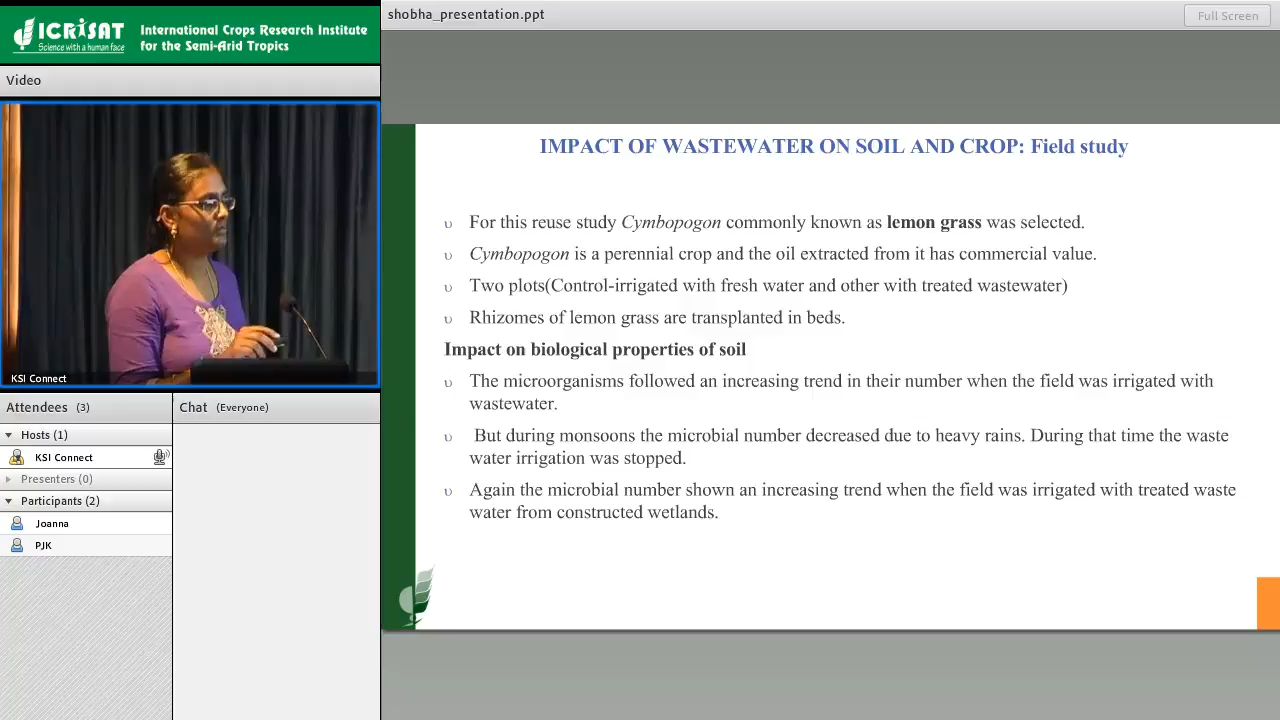 ICRISAT
Science with a human face
International Crops Research Institute
for the Semi-Arid Tropics
shobha_presentation.ppt
Full Screen
Video
KSI Connect
Attendees (3)
Hosts (1)
KSI Connect
Presenters (0)
Participants (2)
Joanna
PJK
Chat (Everyone)
IMPACT OF WASTEWATER ON SOIL AND CROP: Field study
υ For this reuse study Cymbopogon commonly known as lemon grass was selected.
υ Cymbopogon is a perennial crop and the oil extracted from it has commercial value.
υ Two plots(Control-irrigated with fresh water and other with treated wastewater)
υ Rhizomes of lemon grass are transplanted in beds.
Impact on biological properties of soil
υ The microorganisms followed an increasing trend in their number when the field was irrigated with
wastewater.
υ But during monsoons the microbial number decreased due to heavy rains. During that time the waste
water irrigation was stopped.
υ Again the microbial number shown an increasing trend when the field was irrigated with treated waste
water from constructed wetlands.